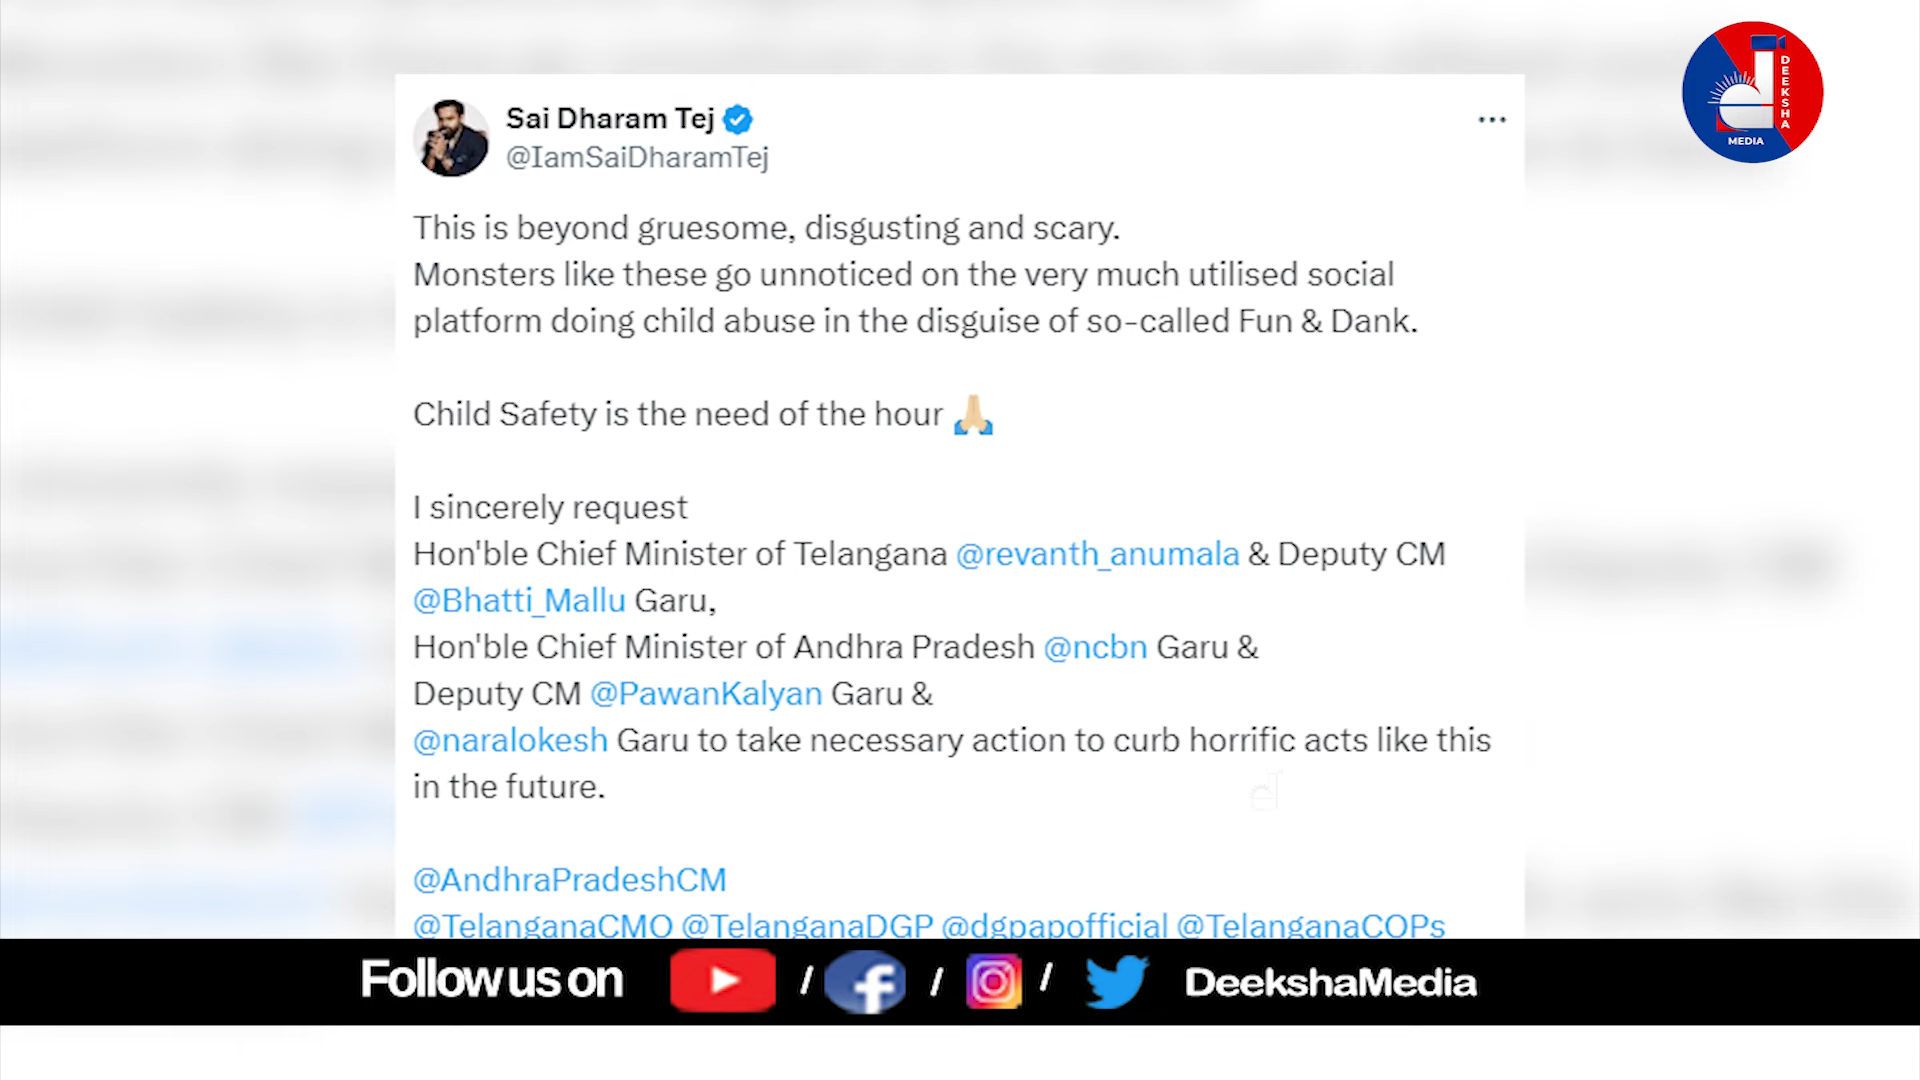 DEEKSHA
MEDIA
Sai Dharam Tej
@IamSaiDharamTej
This is beyond gruesome, disgusting and scary.
Monsters like these go unnoticed on the very much utilised social
platform doing child abuse in the disguise of so-called Fun & Dank.
Child Safety is the need of the hour 🙏🏼
I sincerely request
Hon'ble Chief Minister of Telangana @revanth_anumala & Deputy CM
@Bhatti_Mallu Garu,
Hon'ble Chief Minister of Andhra Pradesh @ncbn Garu &
Deputy CM @PawanKalyan Garu &
@naralokesh Garu to take necessary action to curb horrific acts like this
in the future.
@AndhraPradeshCM
@TelanganaCMO @TelanganaDGP @dgpapofficial @TelanganaCOPs
Follow us on / / / DeekshaMedia